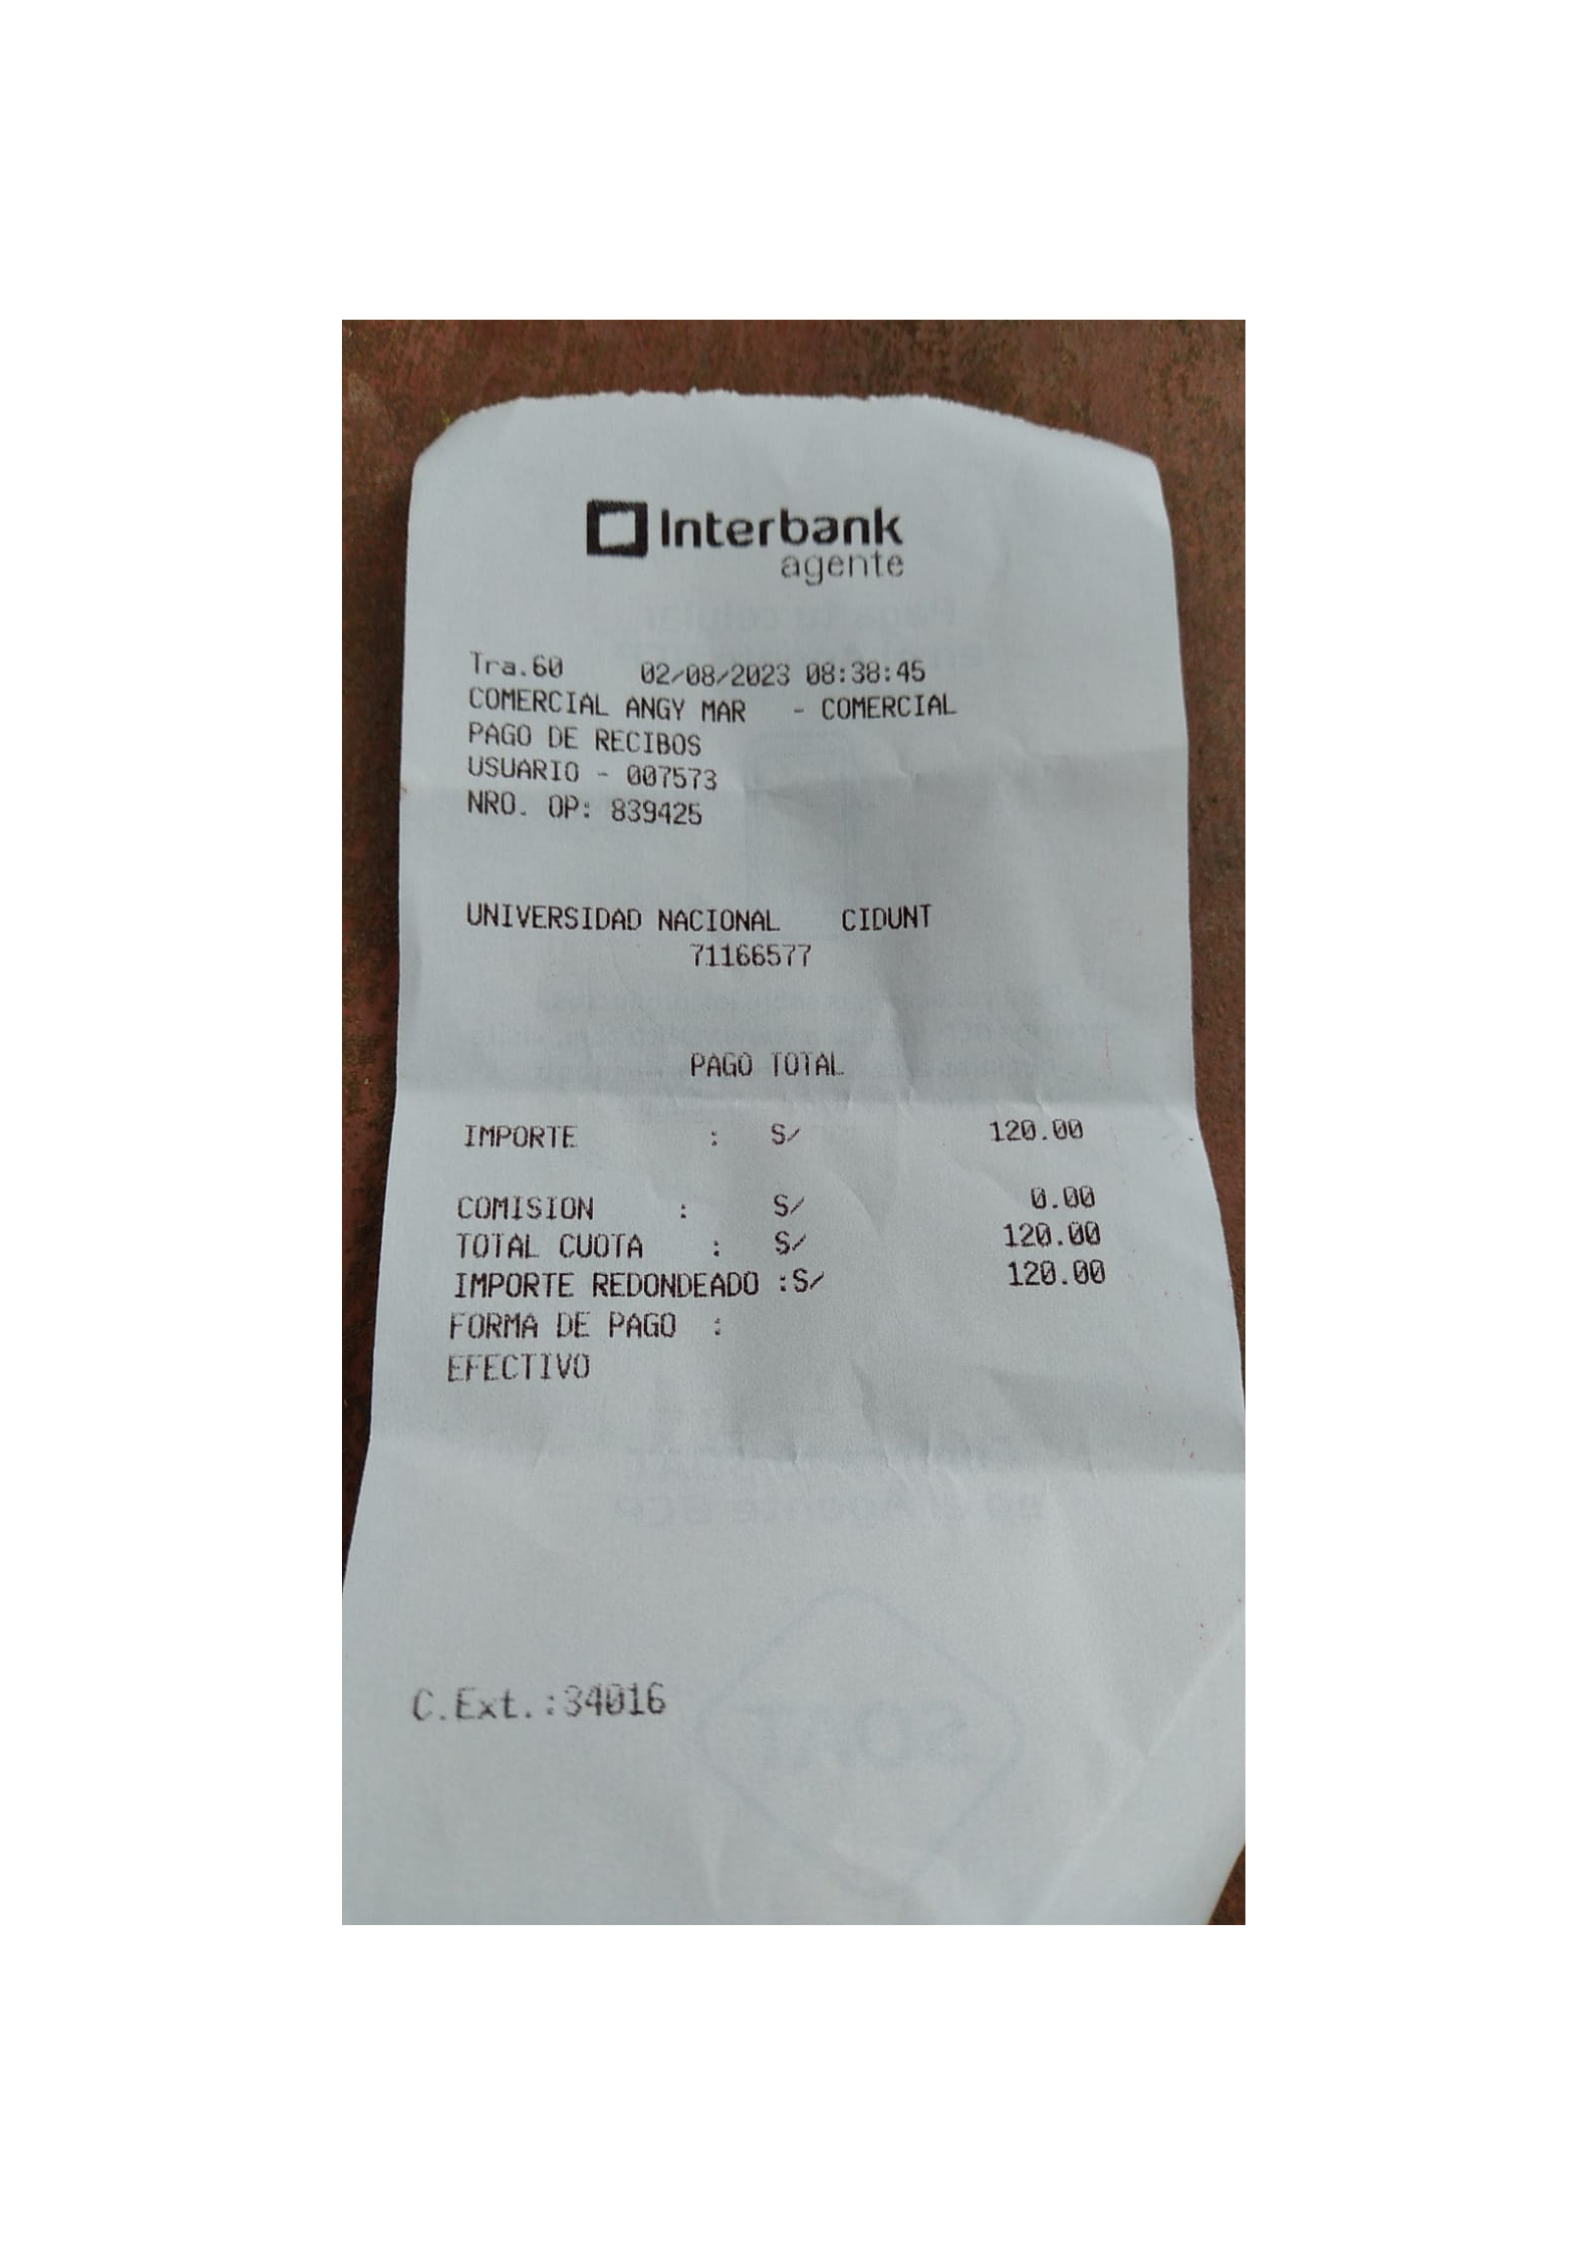 Interbank
agente
Tra.60 02/08/2023 08:38:45
COMERCIAL ANGY MAR - COMERCIAL
PAGO DE RECIBOS
USUARIO - 007573
NRO. OP: 839425
UNIVERSIDAD NACIONAL CIDUNT
71166577
PAGO TOTAL
IMPORTE : S/ 120.00
COMISION : S/ 0.00
TOTAL CUOTA : S/ 120.00
IMPORTE REDONDEADO :S/ 120.00
FORMA DE PAGO :
EFECTIVO
C.Ext.:34016